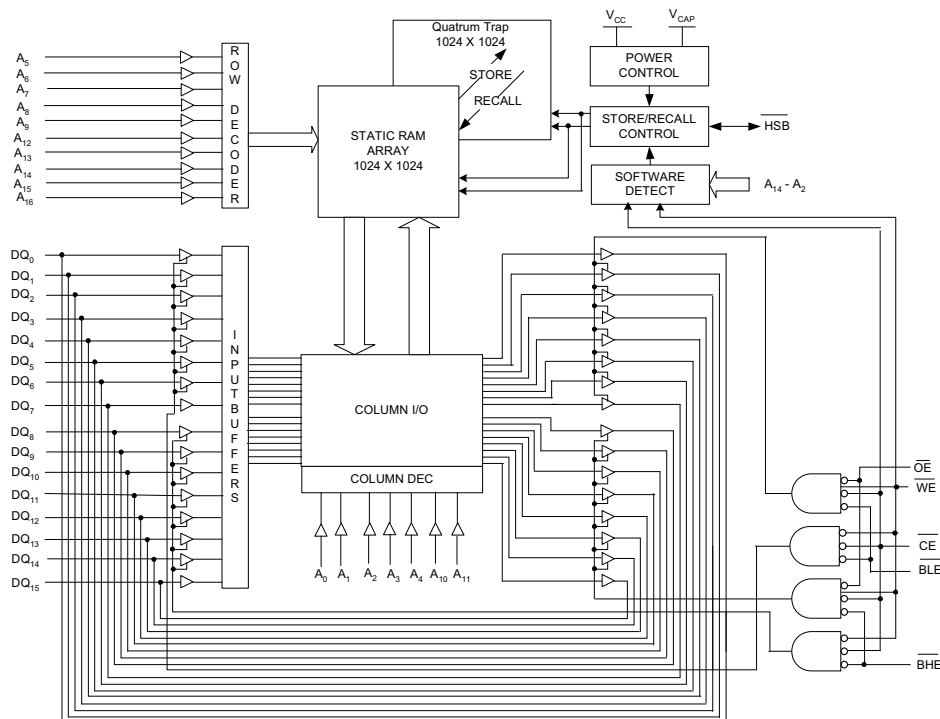 V_CC
V_CAP
Quatrum Trap
1024 X 1024
STORE
RECALL
POWER
CONTROL
STORE/RECALL
CONTROL
HSB
SOFTWARE
DETECT
A14 - A2
A5
A6
A7
A8
A9
A12
A13
A14
A15
A16
ROW DECODER
STATIC RAM
ARRAY
1024 X 1024
DQ0
DQ1
DQ2
DQ3
DQ4
DQ5
DQ6
DQ7
DQ8
DQ9
DQ10
DQ11
DQ12
DQ13
DQ14
DQ15
INPUT BUFFERS
COLUMN I/O
COLUMN DEC
A0
A1
A2
A3
A4
A10
A11
OE
WE
CE
BLE
BHE